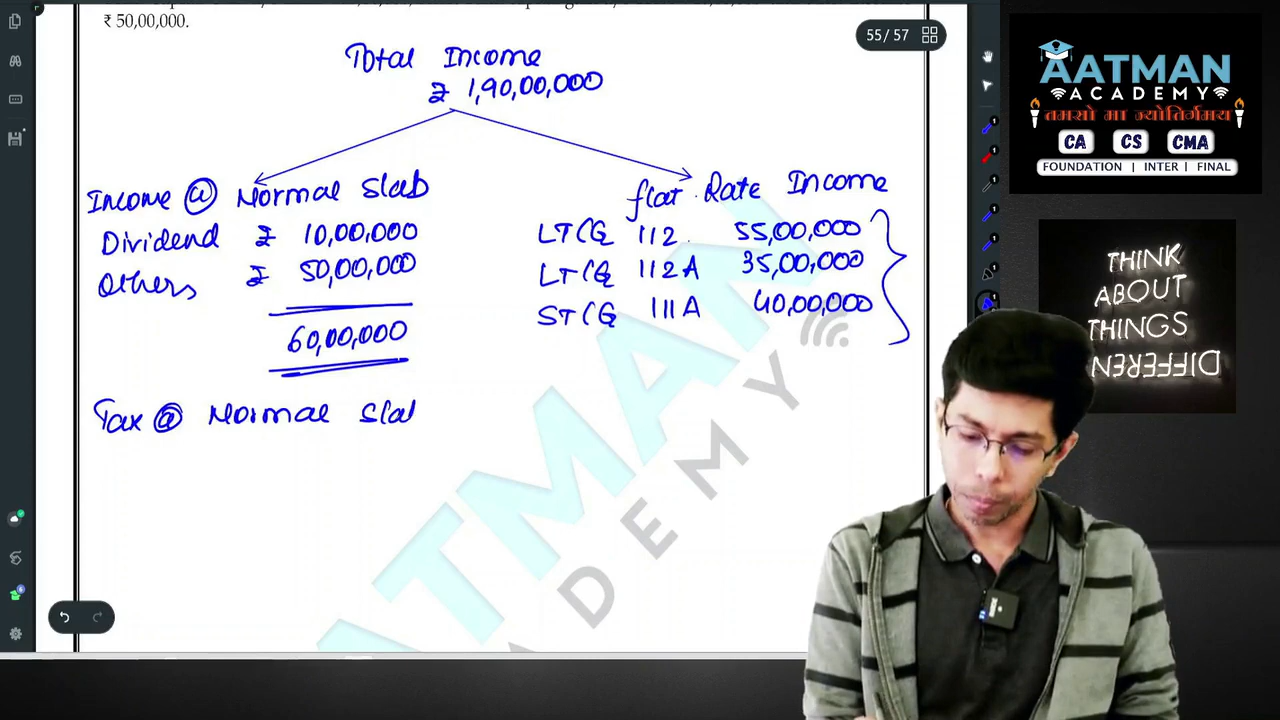 ₹ 50,00,000.
55 / 57
Total Income
₹ 1,90,00,000
Income @ Normal Slab
Dividend ₹ 10,00,000
Others ₹ 50,00,000
60,00,000
Tax @ Normal Sla
flat Rate Income
LTCG 112 55,00,000
LTCG 112A 35,00,000
STCG 111A 40,00,000
ATMAN
ADEMY
AATMAN
ACADEMY
तमसो मा ज्योतिर्गमय
CA CS CMA
FOUNDATION | INTER | FINAL
THINK
ABOUT
THINGS
DIFFEREN